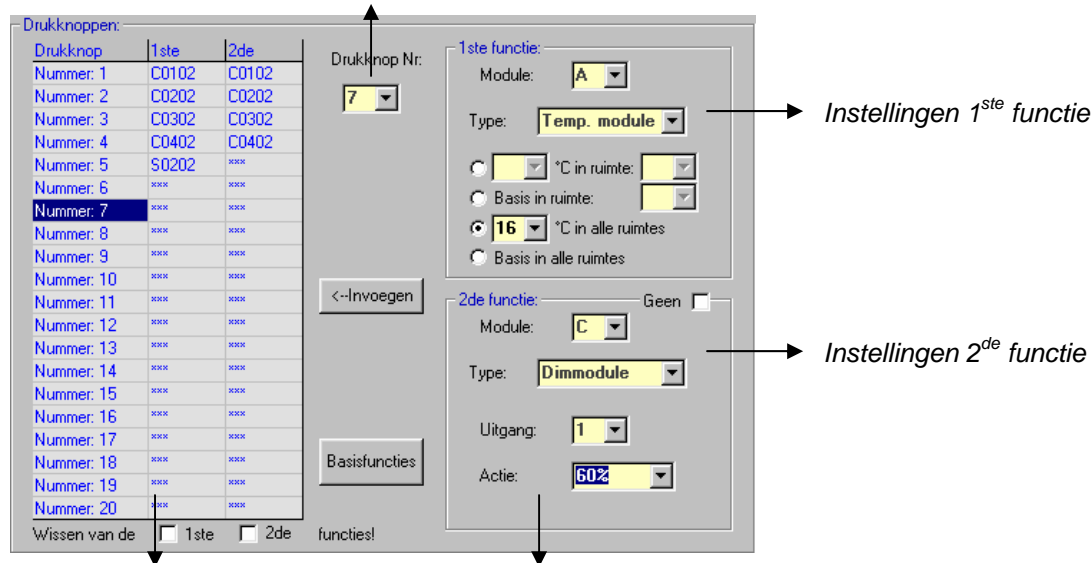 Drukknoppen:
Drukknop 1ste 2de
Nummer: 1 C0102 C0102
Nummer: 2 C0202 C0202
Nummer: 3 C0302 C0302
Nummer: 4 C0402 C0402
Nummer: 5 S0202 ***
Nummer: 6 *** ***
Nummer: 7 *** ***
Nummer: 8 *** ***
Nummer: 9 *** ***
Nummer: 10 *** ***
Nummer: 11 *** ***
Nummer: 12 *** ***
Nummer: 13 *** ***
Nummer: 14 *** ***
Nummer: 15 *** ***
Nummer: 16 *** ***
Nummer: 17 *** ***
Nummer: 18 *** ***
Nummer: 19 *** ***
Nummer: 20 *** ***
Wissen van de 1ste 2de functies!
Drukknop Nr:
7
<--Invoegen
Basisfuncties
1ste functie:
Module: A
Type: Temp. module
°C in ruimte:
Basis in ruimte:
16 °C in alle ruimtes
Basis in alle ruimtes
2de functie: Geen
Module: C
Type: Dimmodule
Uitgang: 1
Actie: 60%
Instellingen 1ste functie
Instellingen 2de functie